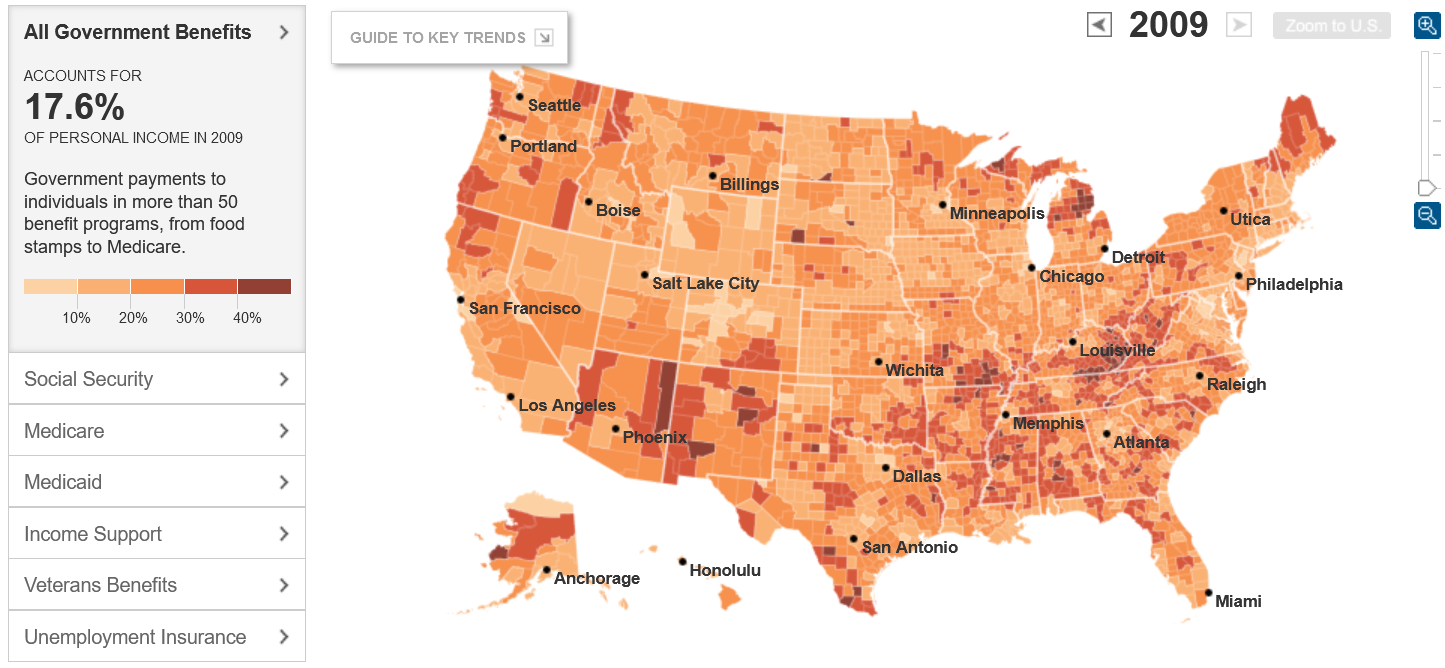 All Government Benefits
ACCOUNTS FOR
17.6%
OF PERSONAL INCOME IN 2009
Government payments to
individuals in more than 50
benefit programs, from food
stamps to Medicare.
10% 20% 30% 40%
Social Security
Medicare
Medicaid
Income Support
Veterans Benefits
Unemployment Insurance
GUIDE TO KEY TRENDS
2009
Zoom to U.S.
Seattle
Portland
Billings
Boise
Minneapolis
Utica
Detroit
Chicago
Salt Lake City
Philadelphia
San Francisco
Louisville
Wichita
Raleigh
Los Angeles
Memphis
Phoenix
Atlanta
Dallas
San Antonio
Honolulu
Anchorage
Miami